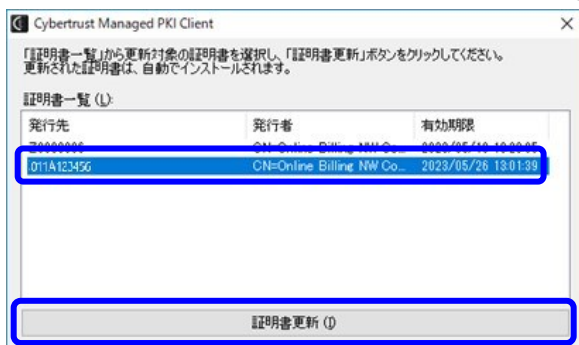 Cybertrust Managed PKI Client
「証明書一覧」から更新対象の証明書を選択し、「証明書更新」ボタンをクリックしてください。
更新された証明書は、自動でインストールされます。
証明書一覧 (L):
発行先 発行者 有効期限
011A123456 CN=Online Billing NW Co... 2023/05/26 13:01:39
証明書更新 (I)